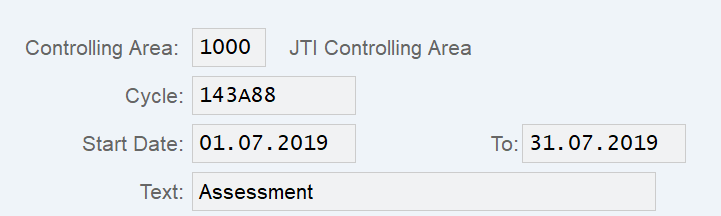 Controlling Area: 1000 JTI Controlling Area
Cycle: 143A88
Start Date: 01.07.2019 To: 31.07.2019
Text: Assessment